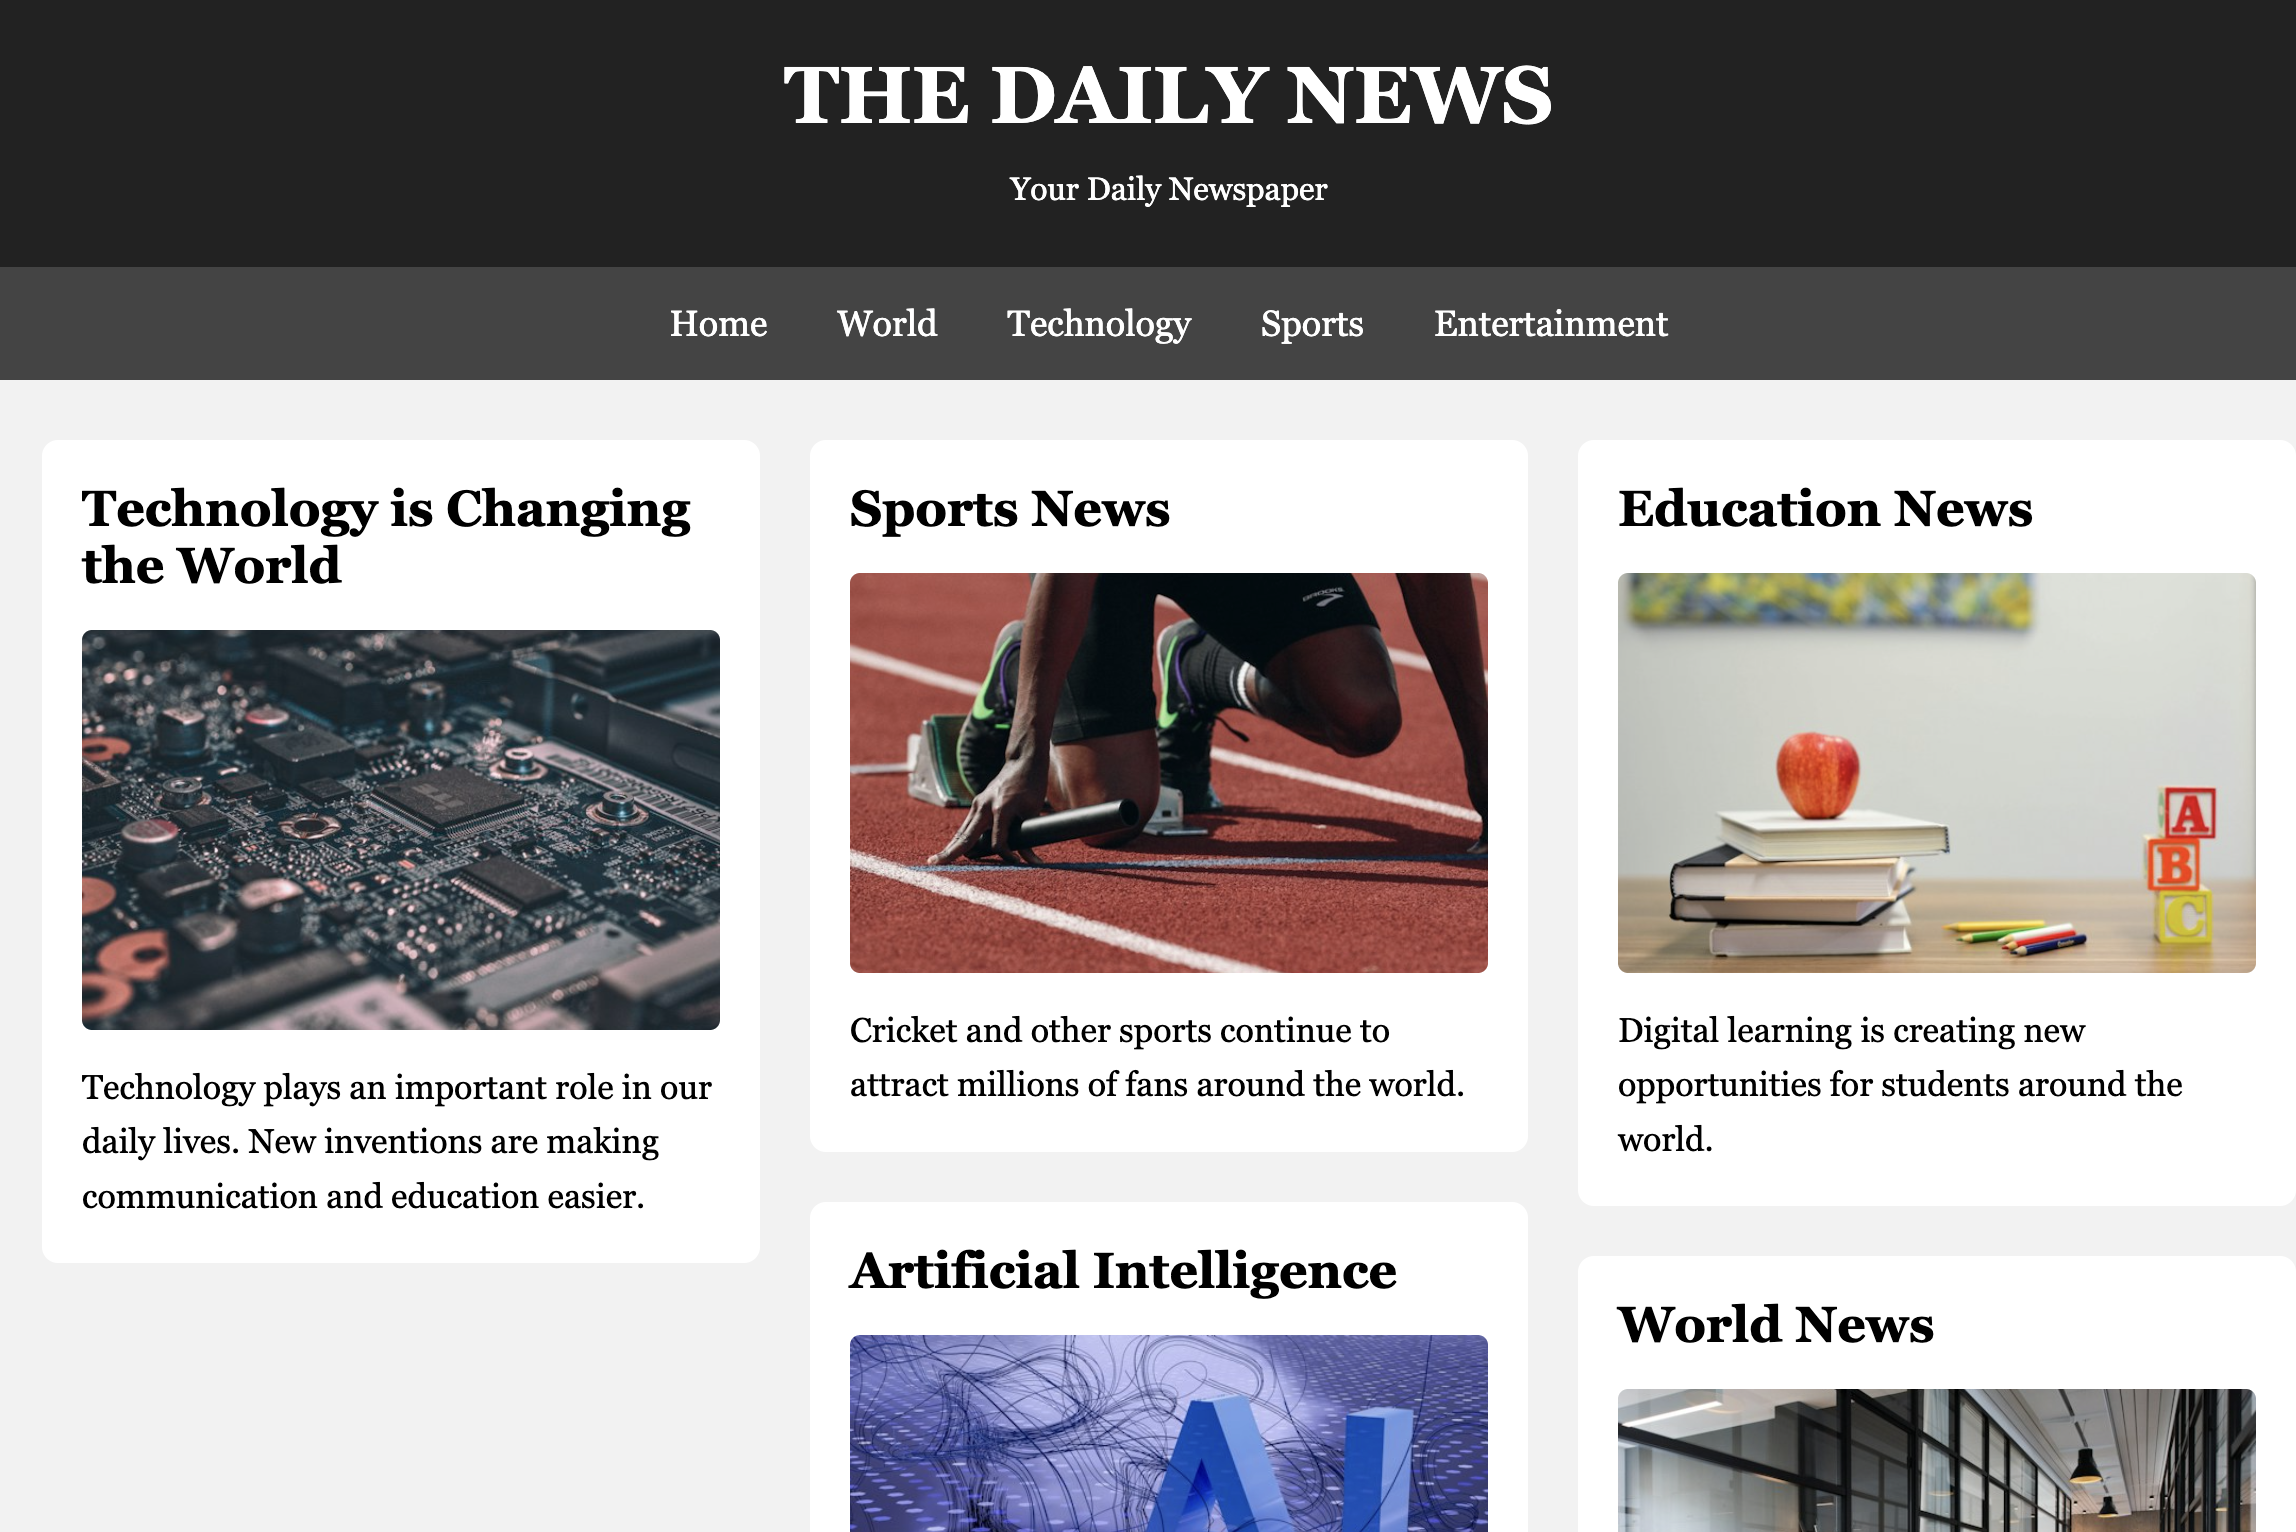 THE DAILY NEWS
Your Daily Newspaper
Home World Technology Sports Entertainment
Technology is Changing
the World
Technology plays an important role in our
daily lives. New inventions are making
communication and education easier.
Sports News
BROOKS
Cricket and other sports continue to
attract millions of fans around the world.
Artificial Intelligence
AI
Education News
A
B
C
Digital learning is creating new
opportunities for students around the
world.
World News